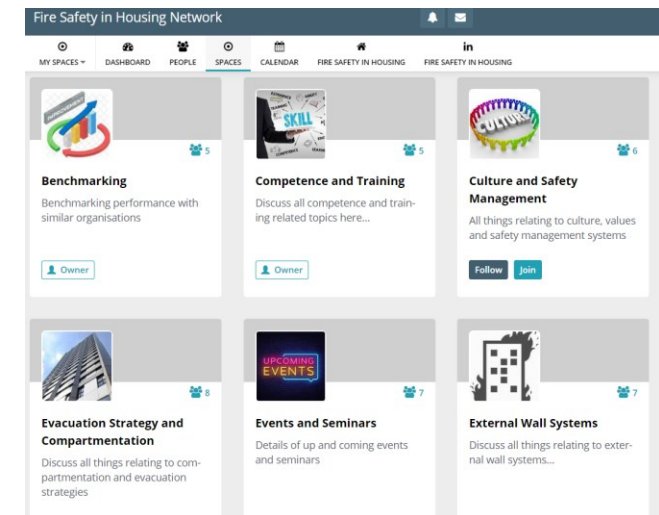 Fire Safety in Housing Network
MY SPACES
DASHBOARD
PEOPLE
SPACES
CALENDAR
FIRE SAFETY IN HOUSING
in
FIRE SAFETY IN HOUSING
IMPROVEMENT
5
Benchmarking
Benchmarking performance with
similar organisations
Owner
SKILL
5
Competence and Training
Discuss all competence and train-
ing related topics here...
Owner
CULTURE
6
Culture and Safety
Management
All things relating to culture, values
and safety management systems
Follow
Join
8
Evacuation Strategy and
Compartmentation
Discuss all things relating to com-
partmentation and evacuation
strategies
UPCOMING
EVENTS
7
Events and Seminars
Details of up and coming events
and seminars
7
External Wall Systems
Discuss all things relating to exter-
nal wall systems...